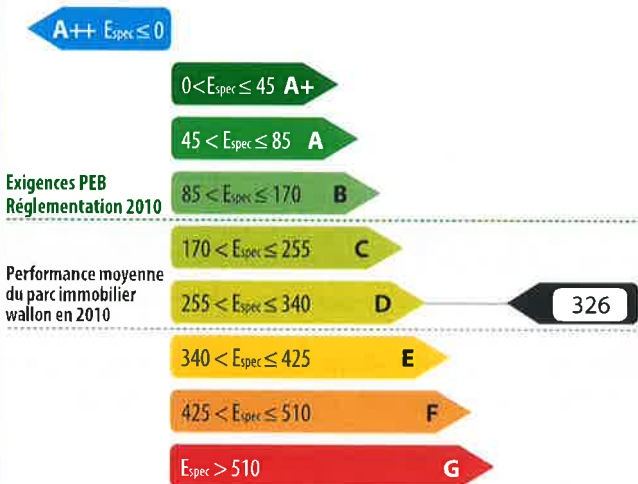 A++ Espec ≤ 0
0 < Espec ≤ 45 A+
45 < Espec ≤ 85 A
Exigences PEB
Réglementation 2010
85 < Espec ≤ 170 B
170 < Espec ≤ 255 C
Performance moyenne
du parc immobilier
wallon en 2010
255 < Espec ≤ 340 D
326
340 < Espec ≤ 425 E
425 < Espec ≤ 510 F
Espec > 510 G